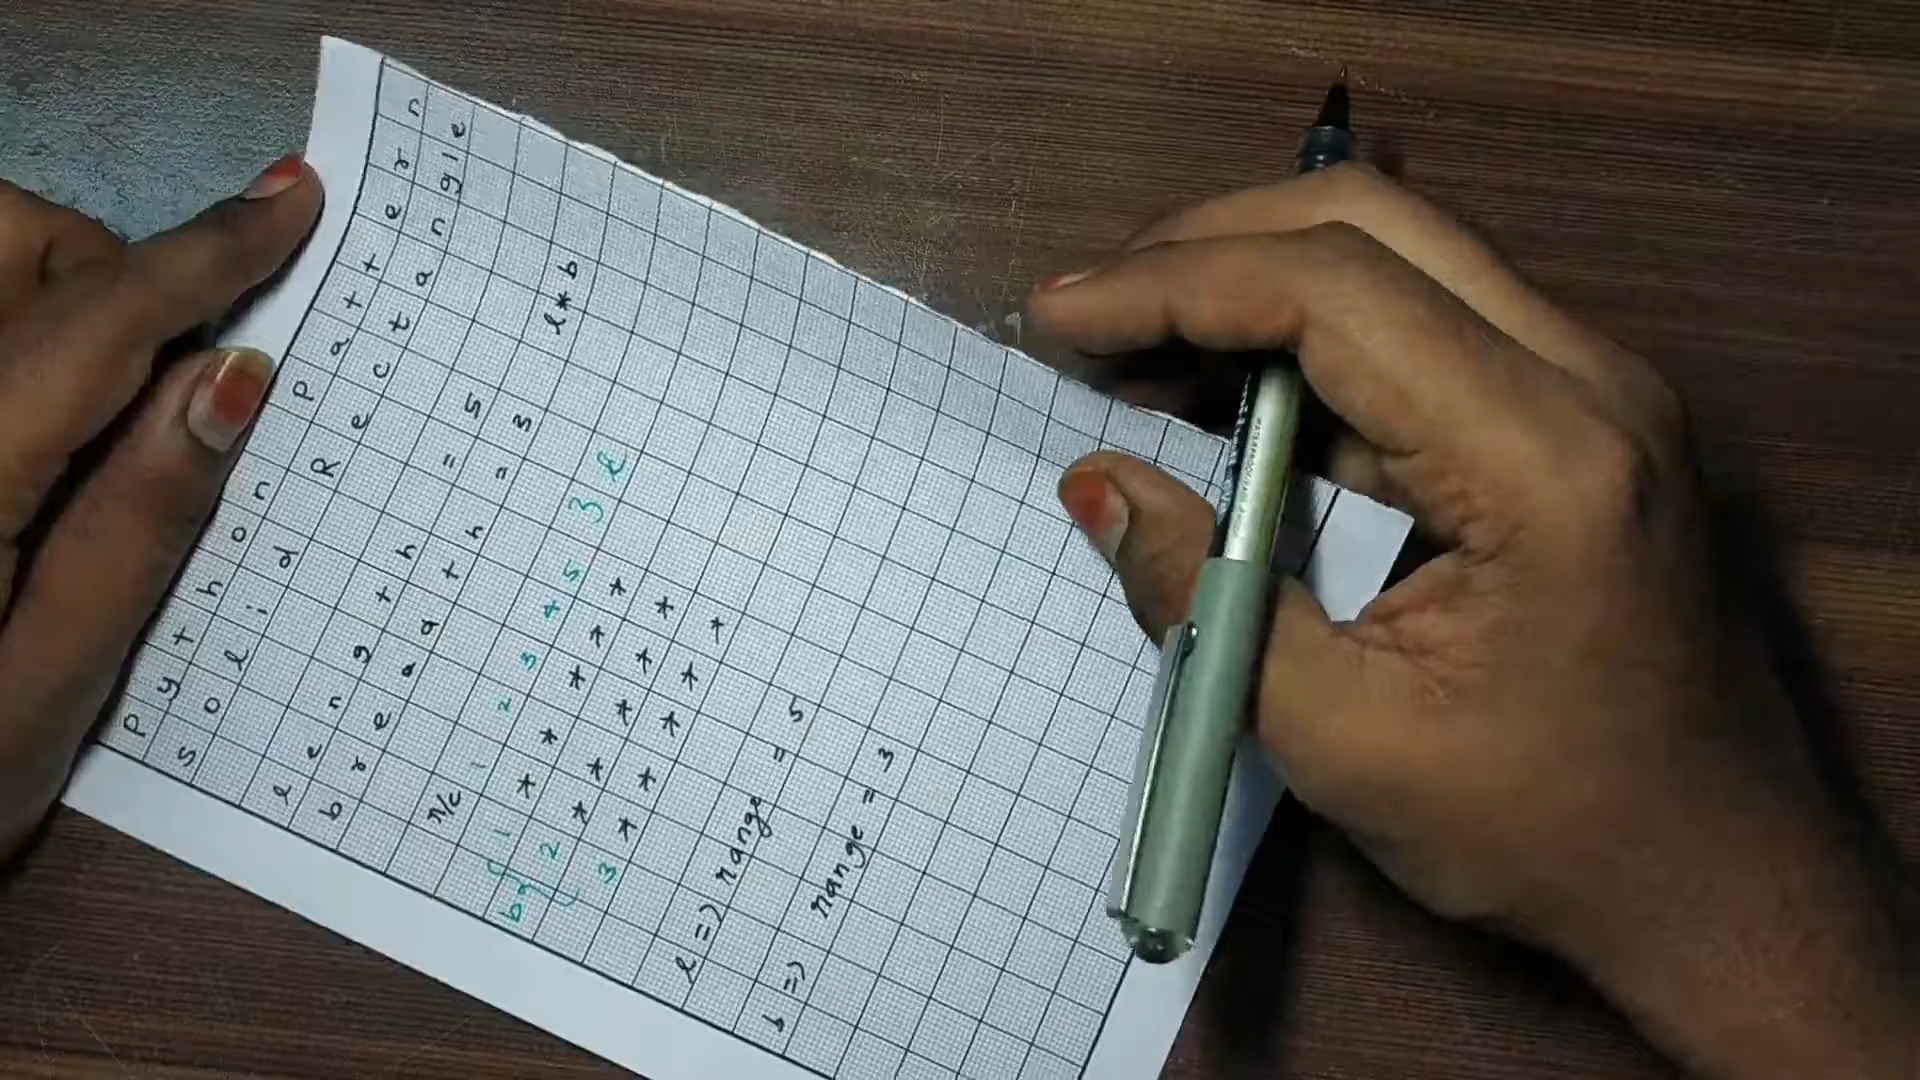 Python Pattern
Solid Rectangle
length = 5
breadth = 3
l*b
r/c 1 2 3 4 5 } l
b { 1 * * * * *
2 * * * * *
3 * * * * *
l => range = 5
b => range = 3